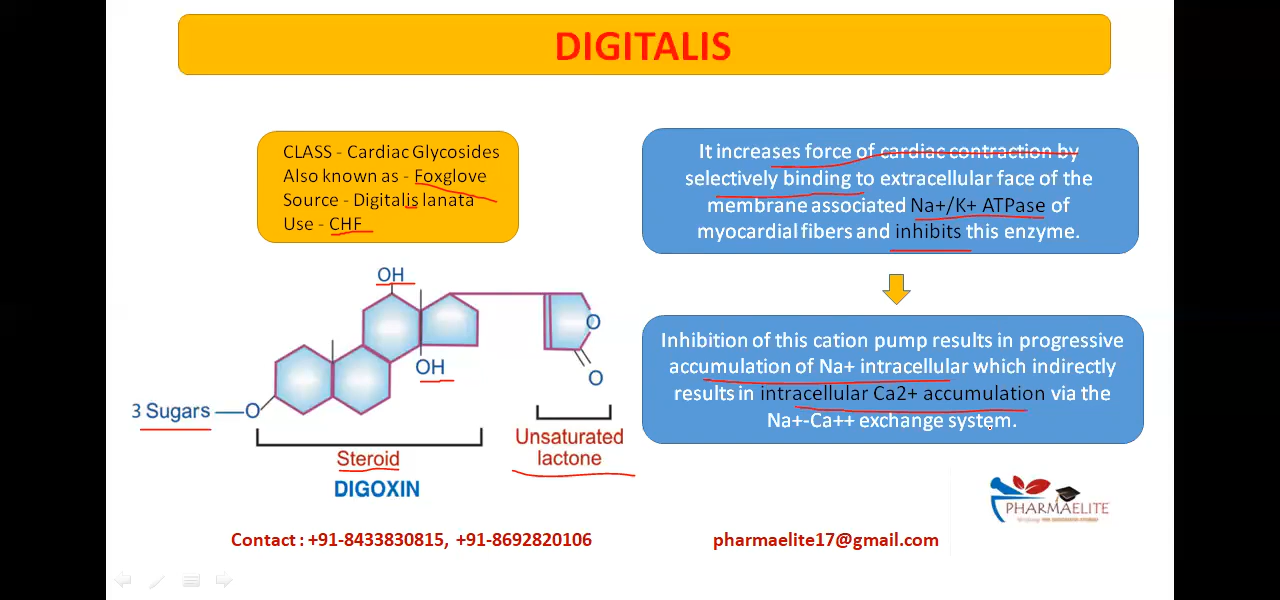 DIGITALIS
CLASS - Cardiac Glycosides
Also known as - Foxglove
Source - Digitalis lanata
Use - CHF
It increases force of cardiac contraction by
selectively binding to extracellular face of the
membrane associated Na+/K+ ATPase of
myocardial fibers and inhibits this enzyme.
Inhibition of this cation pump results in progressive
accumulation of Na+ intracellular which indirectly
results in intracellular Ca2+ accumulation via the
Na+-Ca++ exchange system.
OH
O
OH
O
3 Sugars
O
Steroid
Unsaturated
lactone
DIGOXIN
PHARMAELITE
Contact : +91-8433830815, +91-8692820106
pharmaelite17@gmail.com